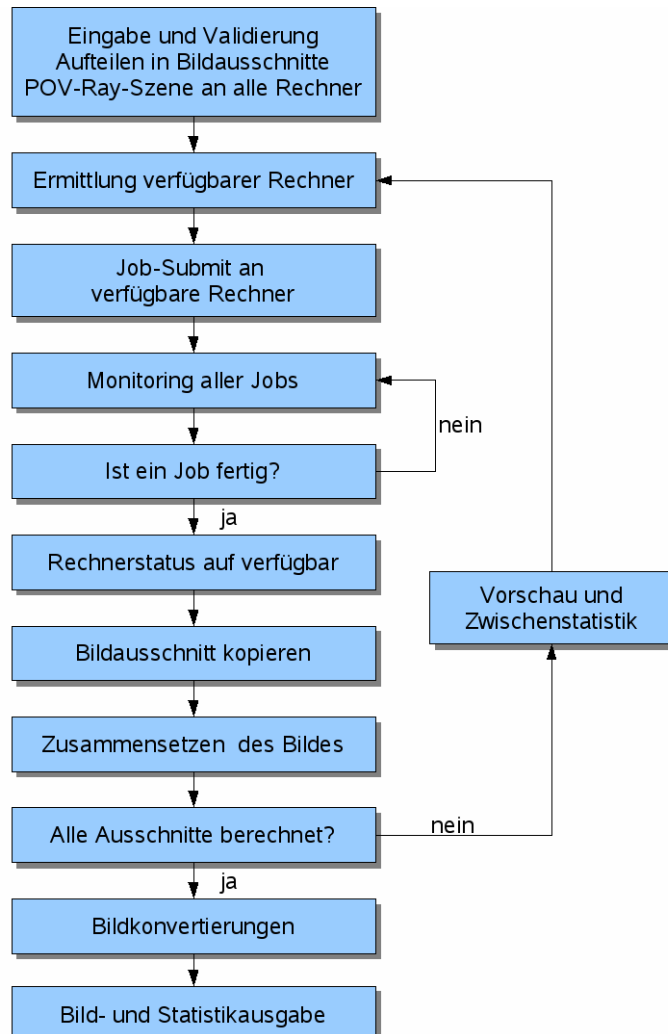 Eingabe und Validierung
Aufteilen in Bildausschnitte
POV-Ray-Szene an alle Rechner
Ermittlung verfügbarer Rechner
Job-Submit an
verfügbare Rechner
Monitoring aller Jobs
nein
Ist ein Job fertig?
ja
Rechnerstatus auf verfügbar
Vorschau und
Zwischenstatistik
Bildausschnitt kopieren
Zusammensetzen des Bildes
Alle Ausschnitte berechnet?
nein
ja
Bildkonvertierungen
Bild- und Statistikausgabe